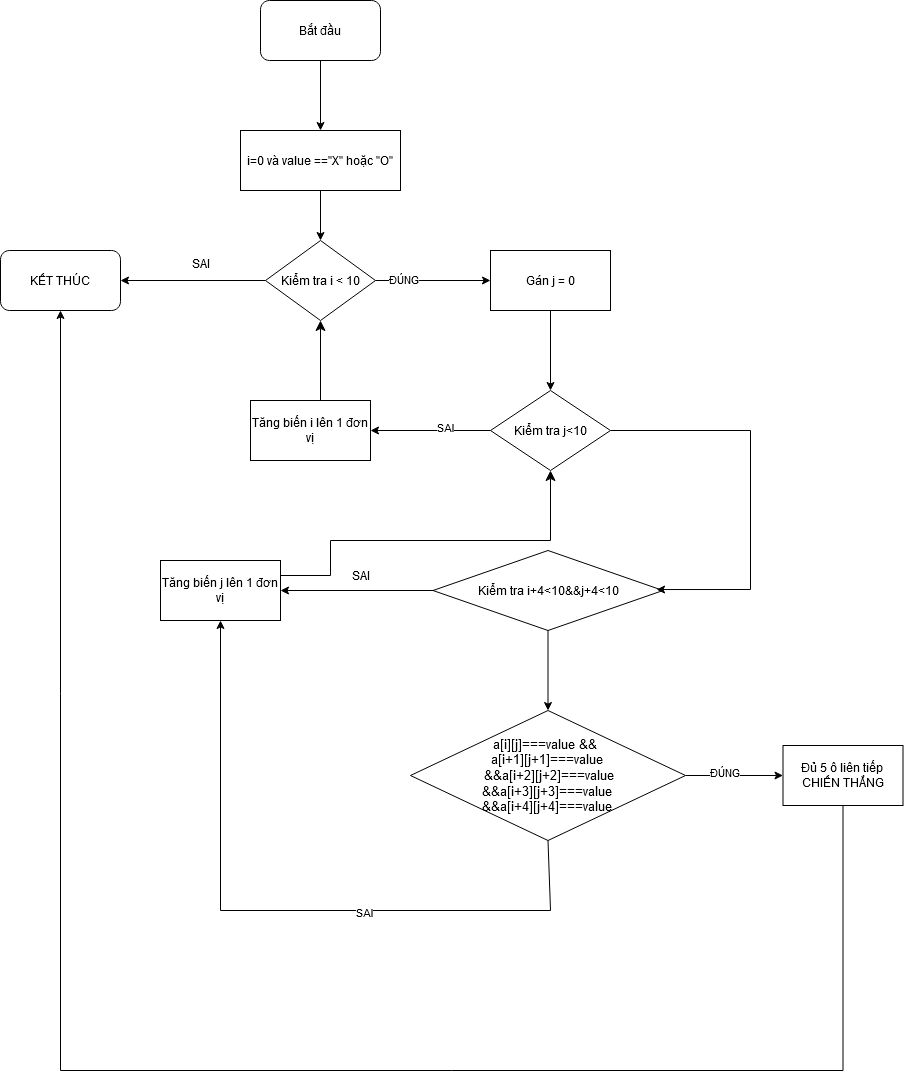 Bắt đầu
i=0 và value =="X" hoặc "O"
SAI
KẾT THÚC
Kiểm tra i < 10
ĐÚNG
Gán j = 0
Tăng biến i lên 1 đơn
vị
SAI
Kiểm tra j<10
Tăng biến j lên 1 đơn
vị
SAI
Kiểm tra i+4<10&&j+4<10
a[i][j]===value &&
a[i+1][j+1]===value
&&a[i+2][j+2]===value
&&a[i+3][j+3]===value
&&a[i+4][j+4]===value
ĐÚNG
Đủ 5 ô liên tiếp
CHIẾN THẮNG
SAI